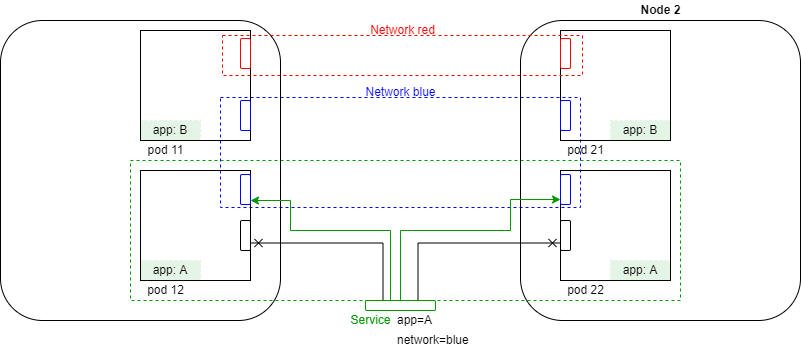 Node 2
Network red
Network blue
app: B
app: B
pod 11
pod 21
app: A
app: A
pod 12
pod 22
Service app=A
network=blue